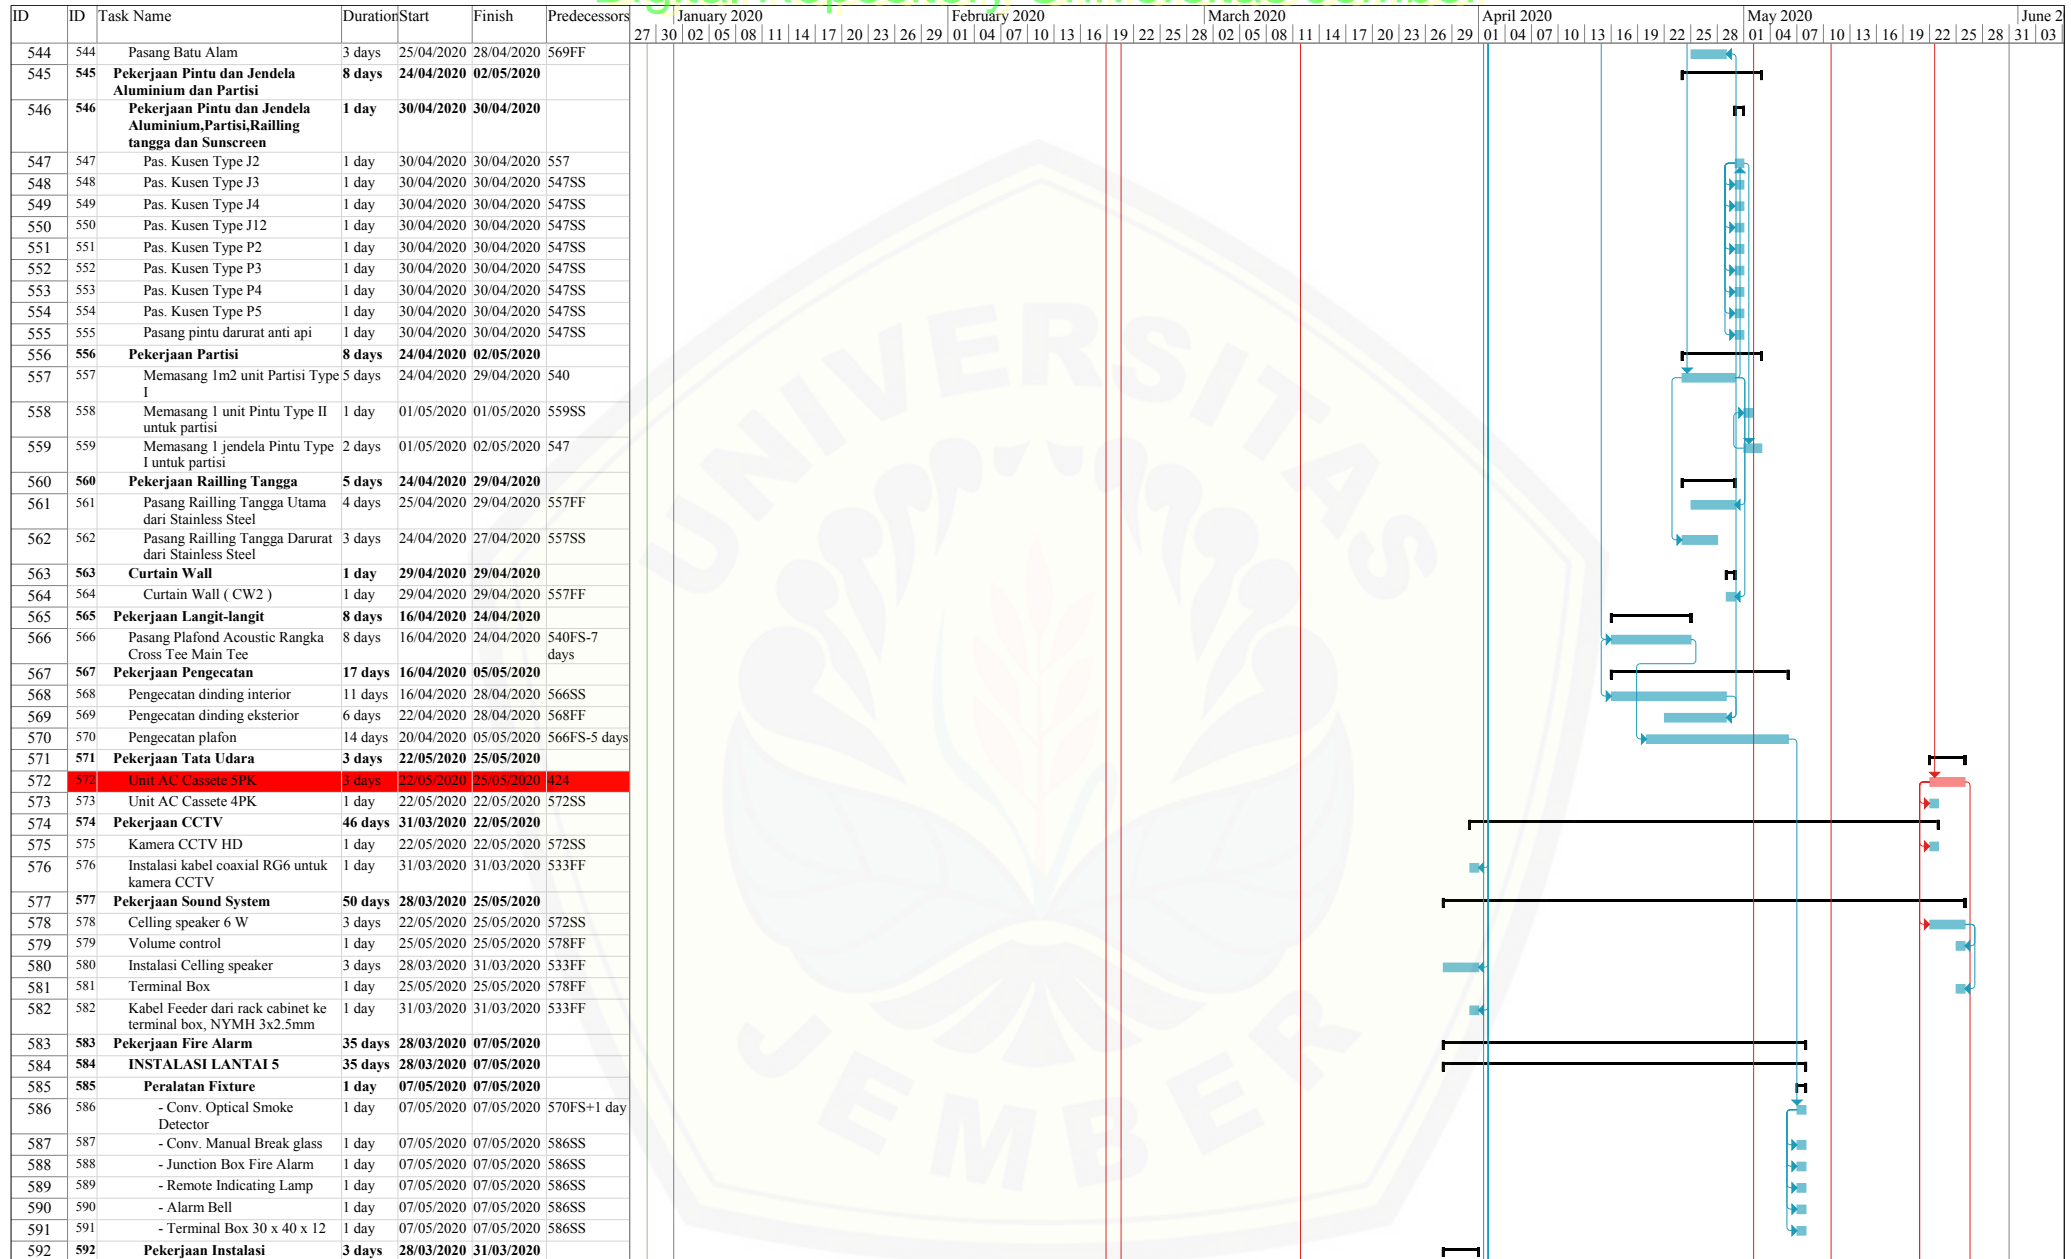 Digital Repository Universitas Jember
ID ID Task Name Duration Start Finish Predecessors January 2020 February 2020 March 2020 April 2020 May 2020 June 2
27 30 02 05 08 11 14 17 20 23 26 29 01 04 07 10 13 16 19 22 25 28 02 05 08 11 14 17 20 23 26 29 01 04 07 10 13 16 19 22 25 28 01 04 07 10 13 16 19 22 25 28 31 03
544 544 Pasang Batu Alam 3 days 25/04/2020 28/04/2020 569FF
545 545 Pekerjaan Pintu dan Jendela 8 days 24/04/2020 02/05/2020
Aluminium dan Partisi
546 546 Pekerjaan Pintu dan Jendela 1 day 30/04/2020 30/04/2020
Aluminium,Partisi,Railling
tangga dan Sunscreen
547 547 Pas. Kusen Type J2 1 day 30/04/2020 30/04/2020 557
548 548 Pas. Kusen Type J3 1 day 30/04/2020 30/04/2020 547SS
549 549 Pas. Kusen Type J4 1 day 30/04/2020 30/04/2020 547SS
550 550 Pas. Kusen Type J12 1 day 30/04/2020 30/04/2020 547SS
551 551 Pas. Kusen Type P2 1 day 30/04/2020 30/04/2020 547SS
552 552 Pas. Kusen Type P3 1 day 30/04/2020 30/04/2020 547SS
553 553 Pas. Kusen Type P4 1 day 30/04/2020 30/04/2020 547SS
554 554 Pas. Kusen Type P5 1 day 30/04/2020 30/04/2020 547SS
555 555 Pasang pintu darurat anti api 1 day 30/04/2020 30/04/2020 547SS
556 556 Pekerjaan Partisi 8 days 24/04/2020 02/05/2020
557 557 Memasang 1m2 unit Partisi Type 5 days 24/04/2020 29/04/2020 540
I
558 558 Memasang 1 unit Pintu Type II 1 day 01/05/2020 01/05/2020 559SS
untuk partisi
559 559 Memasang 1 jendela Pintu Type 2 days 01/05/2020 02/05/2020 547
I untuk partisi
560 560 Pekerjaan Railling Tangga 5 days 24/04/2020 29/04/2020
561 561 Pasang Railling Tangga Utama 4 days 25/04/2020 29/04/2020 557FF
dari Stainless Steel
562 562 Pasang Railling Tangga Darurat 3 days 24/04/2020 27/04/2020 557SS
dari Stainless Steel
563 563 Curtain Wall 1 day 29/04/2020 29/04/2020
564 564 Curtain Wall ( CW2 ) 1 day 29/04/2020 29/04/2020 557FF
565 565 Pekerjaan Langit-langit 8 days 16/04/2020 24/04/2020
566 566 Pasang Plafond Acoustic Rangka 8 days 16/04/2020 24/04/2020 540FS-7
Cross Tee Main Tee days
567 567 Pekerjaan Pengecatan 17 days 16/04/2020 05/05/2020
568 568 Pengecatan dinding interior 11 days 16/04/2020 28/04/2020 566SS
569 569 Pengecatan dinding eksterior 6 days 22/04/2020 28/04/2020 568FF
570 570 Pengecatan plafon 14 days 20/04/2020 05/05/2020 566FS-5 days
571 571 Pekerjaan Tata Udara 3 days 22/05/2020 25/05/2020
572 572 Unit AC Cassete 5PK 3 days 22/05/2020 25/05/2020 424
573 573 Unit AC Cassete 4PK 1 day 22/05/2020 22/05/2020 572SS
574 574 Pekerjaan CCTV 46 days 31/03/2020 22/05/2020
575 575 Kamera CCTV HD 1 day 22/05/2020 22/05/2020 572SS
576 576 Instalasi kabel coaxial RG6 untuk 1 day 31/03/2020 31/03/2020 533FF
kamera CCTV
577 577 Pekerjaan Sound System 50 days 28/03/2020 25/05/2020
578 578 Celling speaker 6 W 3 days 22/05/2020 25/05/2020 572SS
579 579 Volume control 1 day 25/05/2020 25/05/2020 578FF
580 580 Instalasi Celling speaker 3 days 28/03/2020 31/03/2020 533FF
581 581 Terminal Box 1 day 25/05/2020 25/05/2020 578FF
582 582 Kabel Feeder dari rack cabinet ke 1 day 31/03/2020 31/03/2020 533FF
terminal box, NYMH 3x2.5mm
583 583 Pekerjaan Fire Alarm 35 days 28/03/2020 07/05/2020
584 584 INSTALASI LANTAI 5 35 days 28/03/2020 07/05/2020
585 585 Peralatan Fixture 1 day 07/05/2020 07/05/2020
586 586 - Conv. Optical Smoke 1 day 07/05/2020 07/05/2020 570FS+1 day
Detector
587 587 - Conv. Manual Break glass 1 day 07/05/2020 07/05/2020 586SS
588 588 - Junction Box Fire Alarm 1 day 07/05/2020 07/05/2020 586SS
589 589 - Remote Indicating Lamp 1 day 07/05/2020 07/05/2020 586SS
590 590 - Alarm Bell 1 day 07/05/2020 07/05/2020 586SS
591 591 - Terminal Box 30 x 40 x 12 1 day 07/05/2020 07/05/2020 586SS
592 592 Pekerjaan Instalasi 3 days 28/03/2020 31/03/2020
UNIVERSITAS
JEMBER